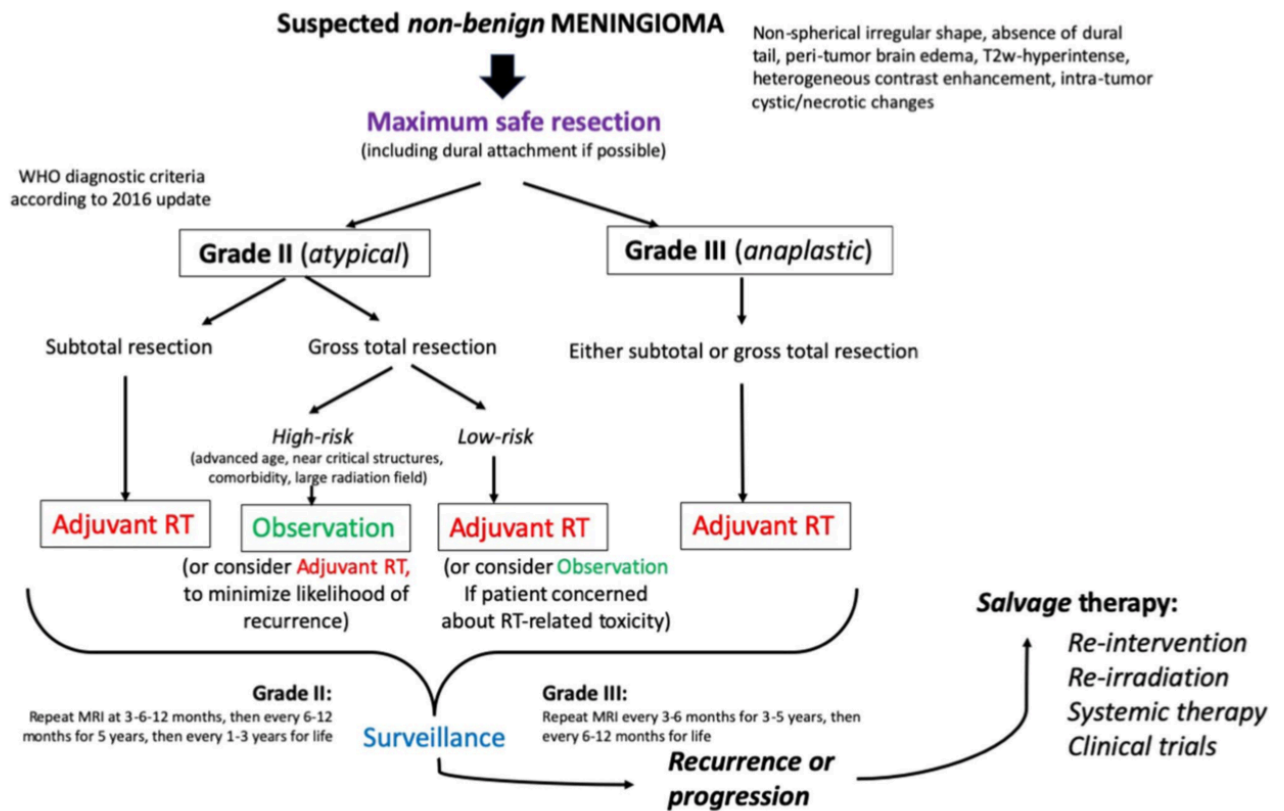 Suspected non-benign MENINGIOMA
Non-spherical irregular shape, absence of dural
tail, peri-tumor brain edema, T2w-hyperintense,
heterogeneous contrast enhancement, intra-tumor
cystic/necrotic changes
Maximum safe resection
(including dural attachment if possible)
WHO diagnostic criteria
according to 2016 update
Grade II (atypical)
Grade III (anaplastic)
Subtotal resection
Gross total resection
Either subtotal or gross total resection
High-risk
(advanced age, near critical structures,
comorbidity, large radiation field)
Low-risk
Adjuvant RT
Observation
(or consider Adjuvant RT,
to minimize likelihood of
recurrence)
Adjuvant RT
(or consider Observation
If patient concerned
about RT-related toxicity)
Adjuvant RT
Grade II:
Repeat MRI at 3-6-12 months, then every 6-12
months for 5 years, then every 1-3 years for life
Surveillance
Grade III:
Repeat MRI every 3-6 months for 3-5 years, then
every 6-12 months for life
Recurrence or
progression
Salvage therapy:
Re-intervention
Re-irradiation
Systemic therapy
Clinical trials